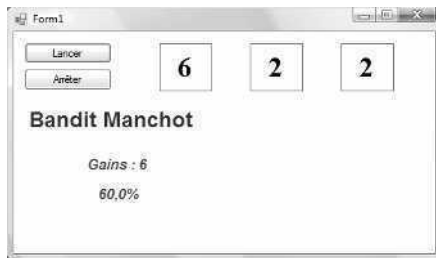 Form1
Lancer
Arrêter
6 2 2
Bandit Manchot
Gains : 6
60,0%